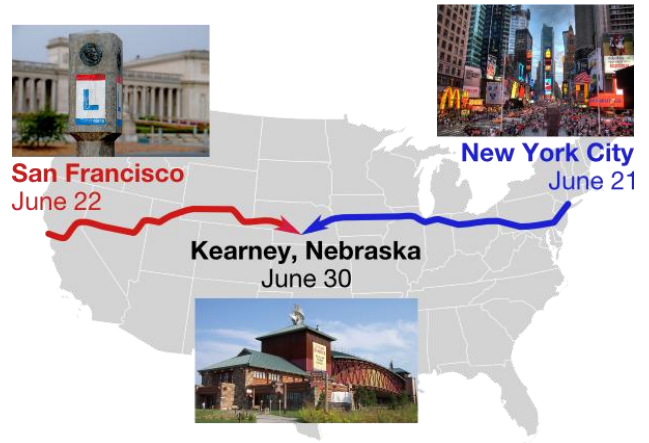 L
San Francisco
June 22
New York City
June 21
Kearney, Nebraska
June 30